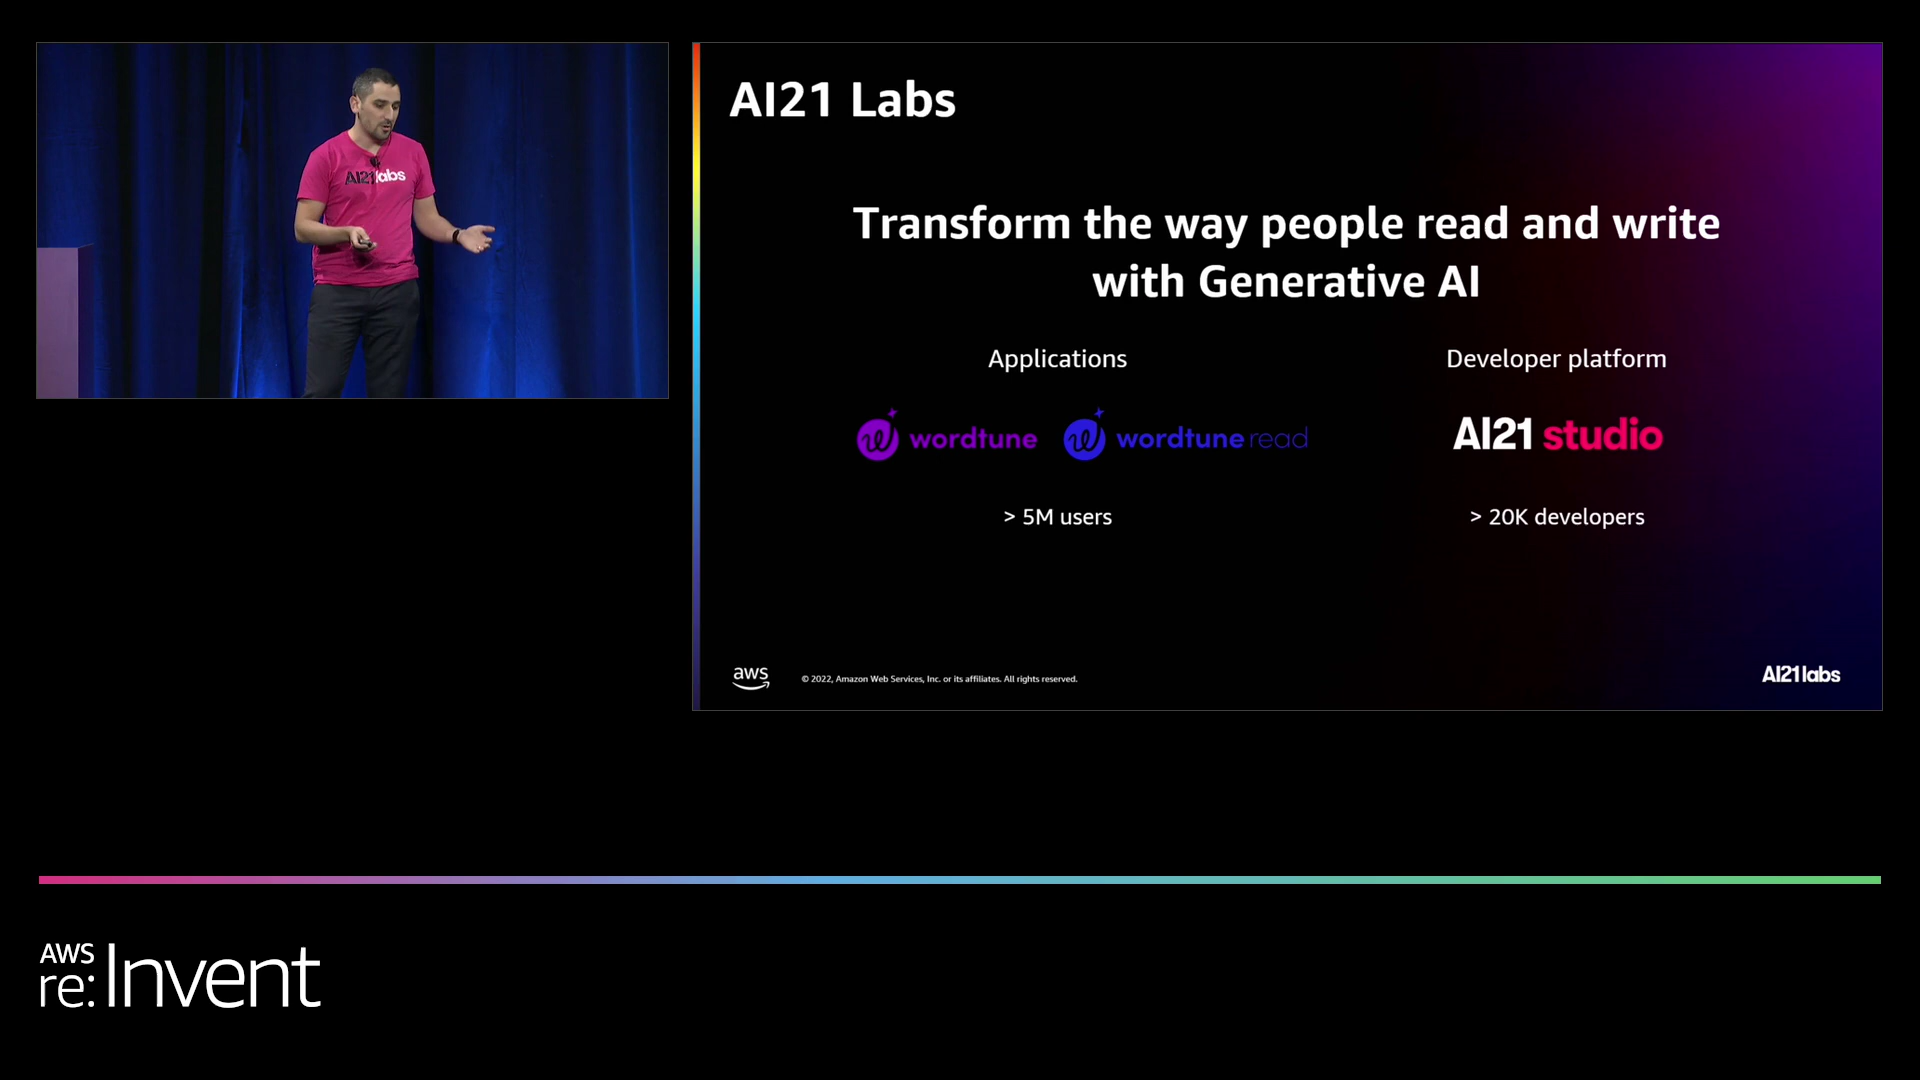 AI21 labs
AI21 Labs
Transform the way people read and write
with Generative AI
Applications
Developer platform
wordtune
wordtune read
AI21 studio
> 5M users
> 20K developers
aws
© 2022, Amazon Web Services, Inc. or its affiliates. All rights reserved.
AI21labs
AWS
re:Invent